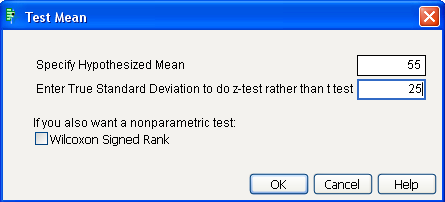 Test Mean
Specify Hypothesized Mean 55
Enter True Standard Deviation to do z-test rather than t test 25
If you also want a nonparametric test:
Wilcoxon Signed Rank
OK Cancel Help